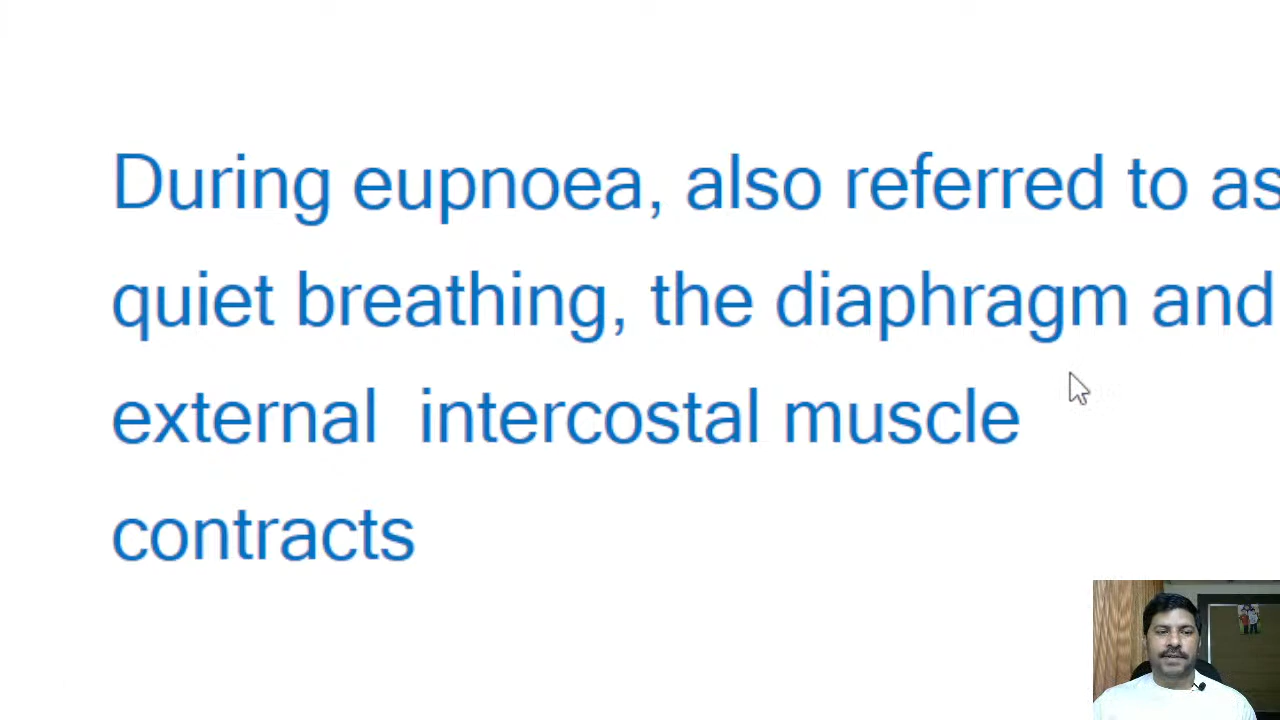 During eupnoea, also referred to as
quiet breathing, the diaphragm and
external  intercostal muscle
contracts